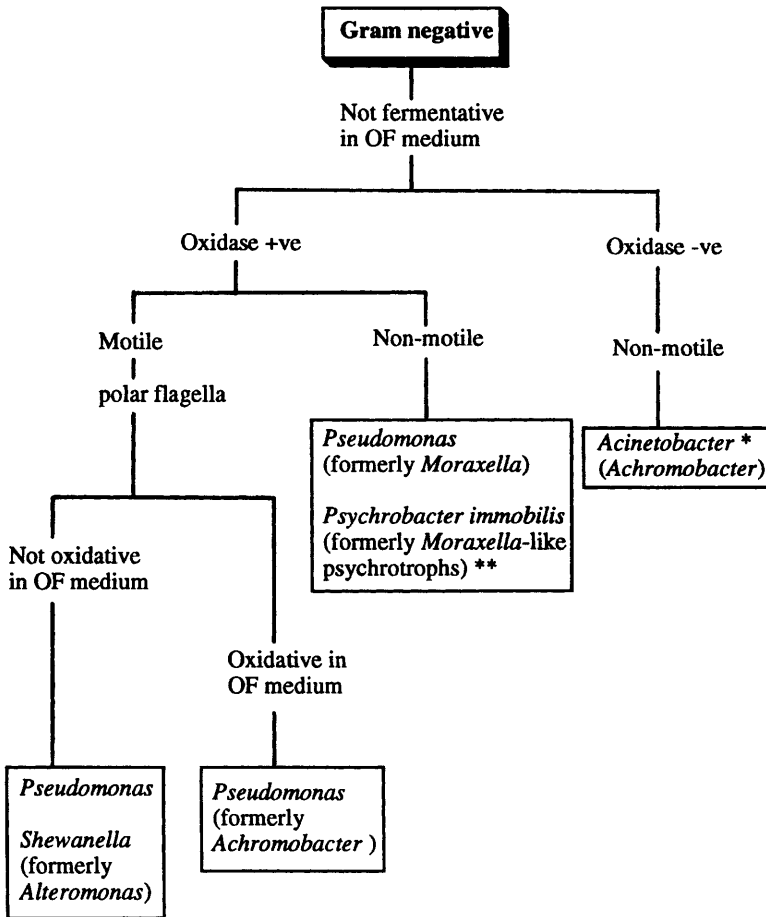 Gram negative
Not fermentative
in OF medium
Oxidase +ve
Oxidase -ve
Motile
polar flagella
Non-motile
Non-motile
Pseudomonas
(formerly Moraxella)
Psychrobacter immobilis
(formerly Moraxella-like
psychrotrophs) **
Acinetobacter *
(Achromobacter)
Not oxidative
in OF medium
Oxidative in
OF medium
Pseudomonas
Shewanella
(formerly
Alteromonas)
Pseudomonas
(formerly
Achromobacter )